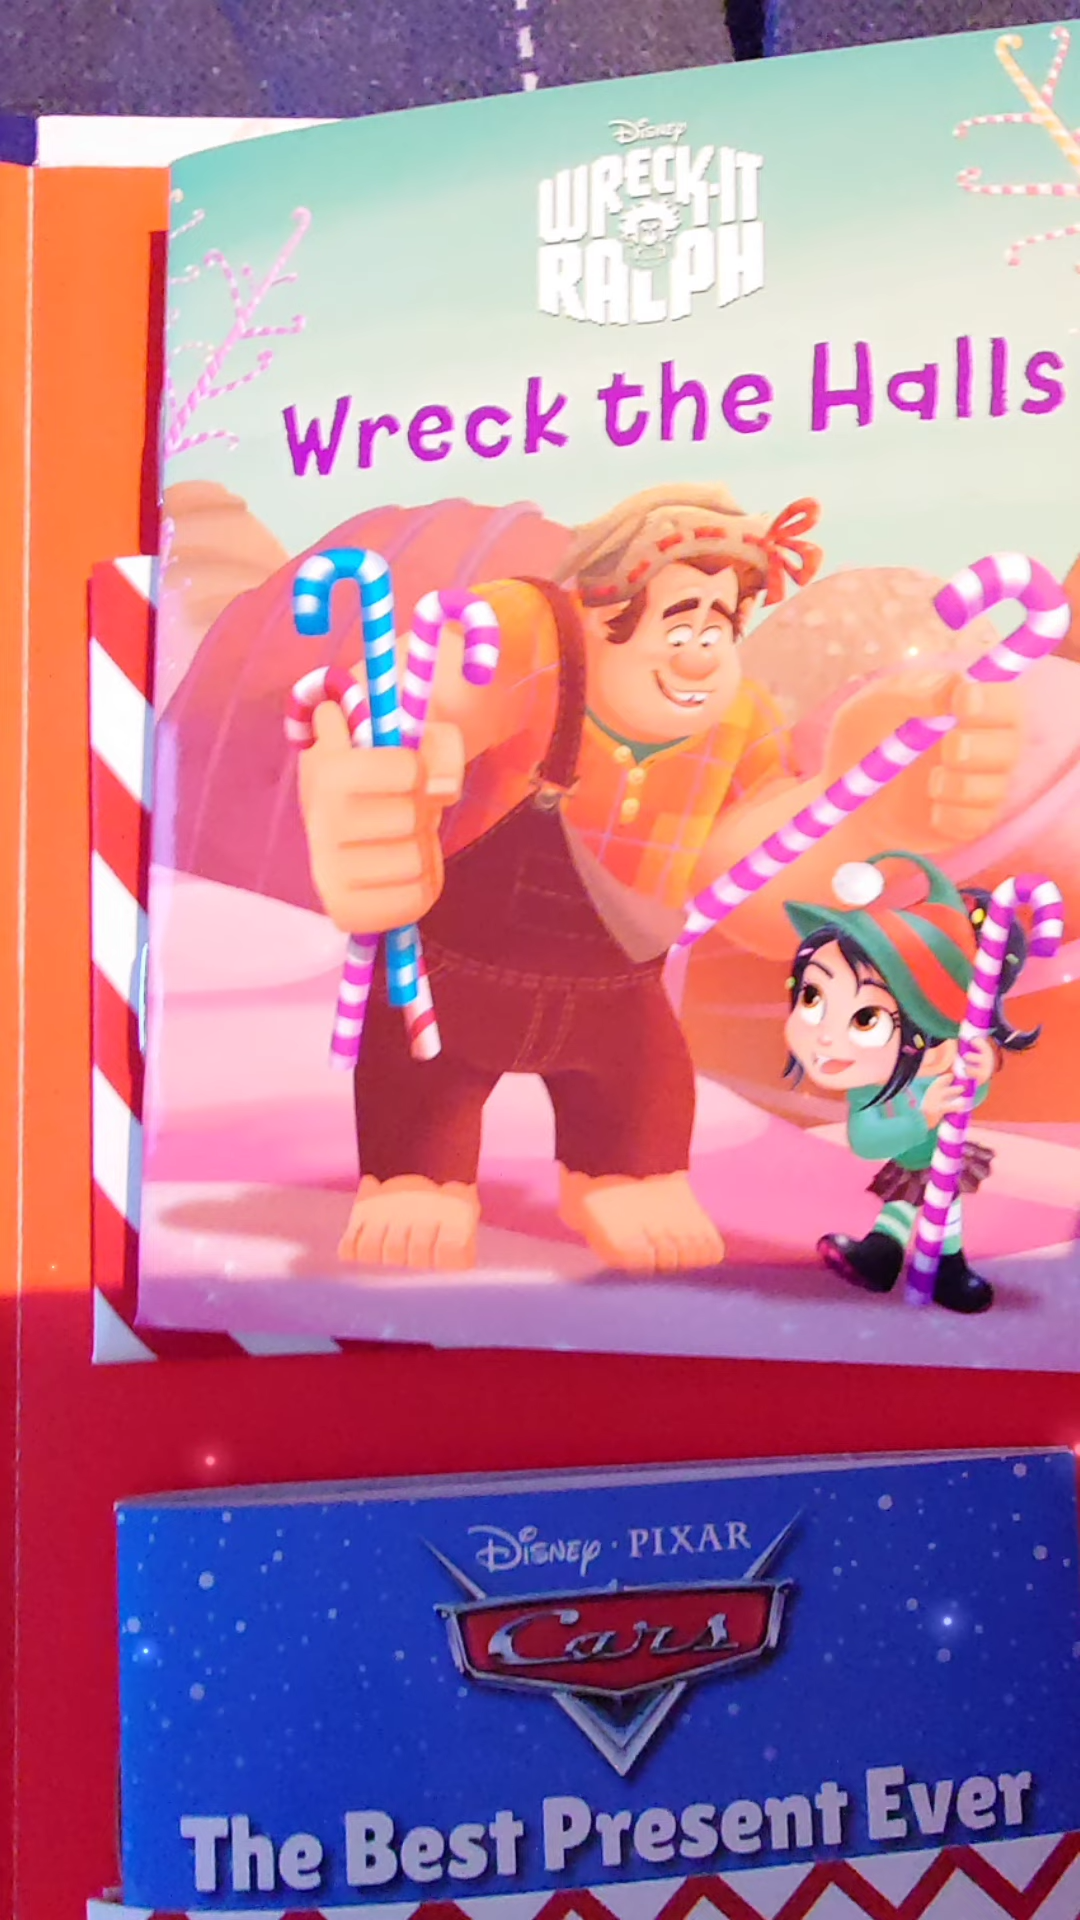 Disney
WRECK-IT
RALPH
Wreck the Halls
Disney · PIXAR
Cars
The Best Present Ever